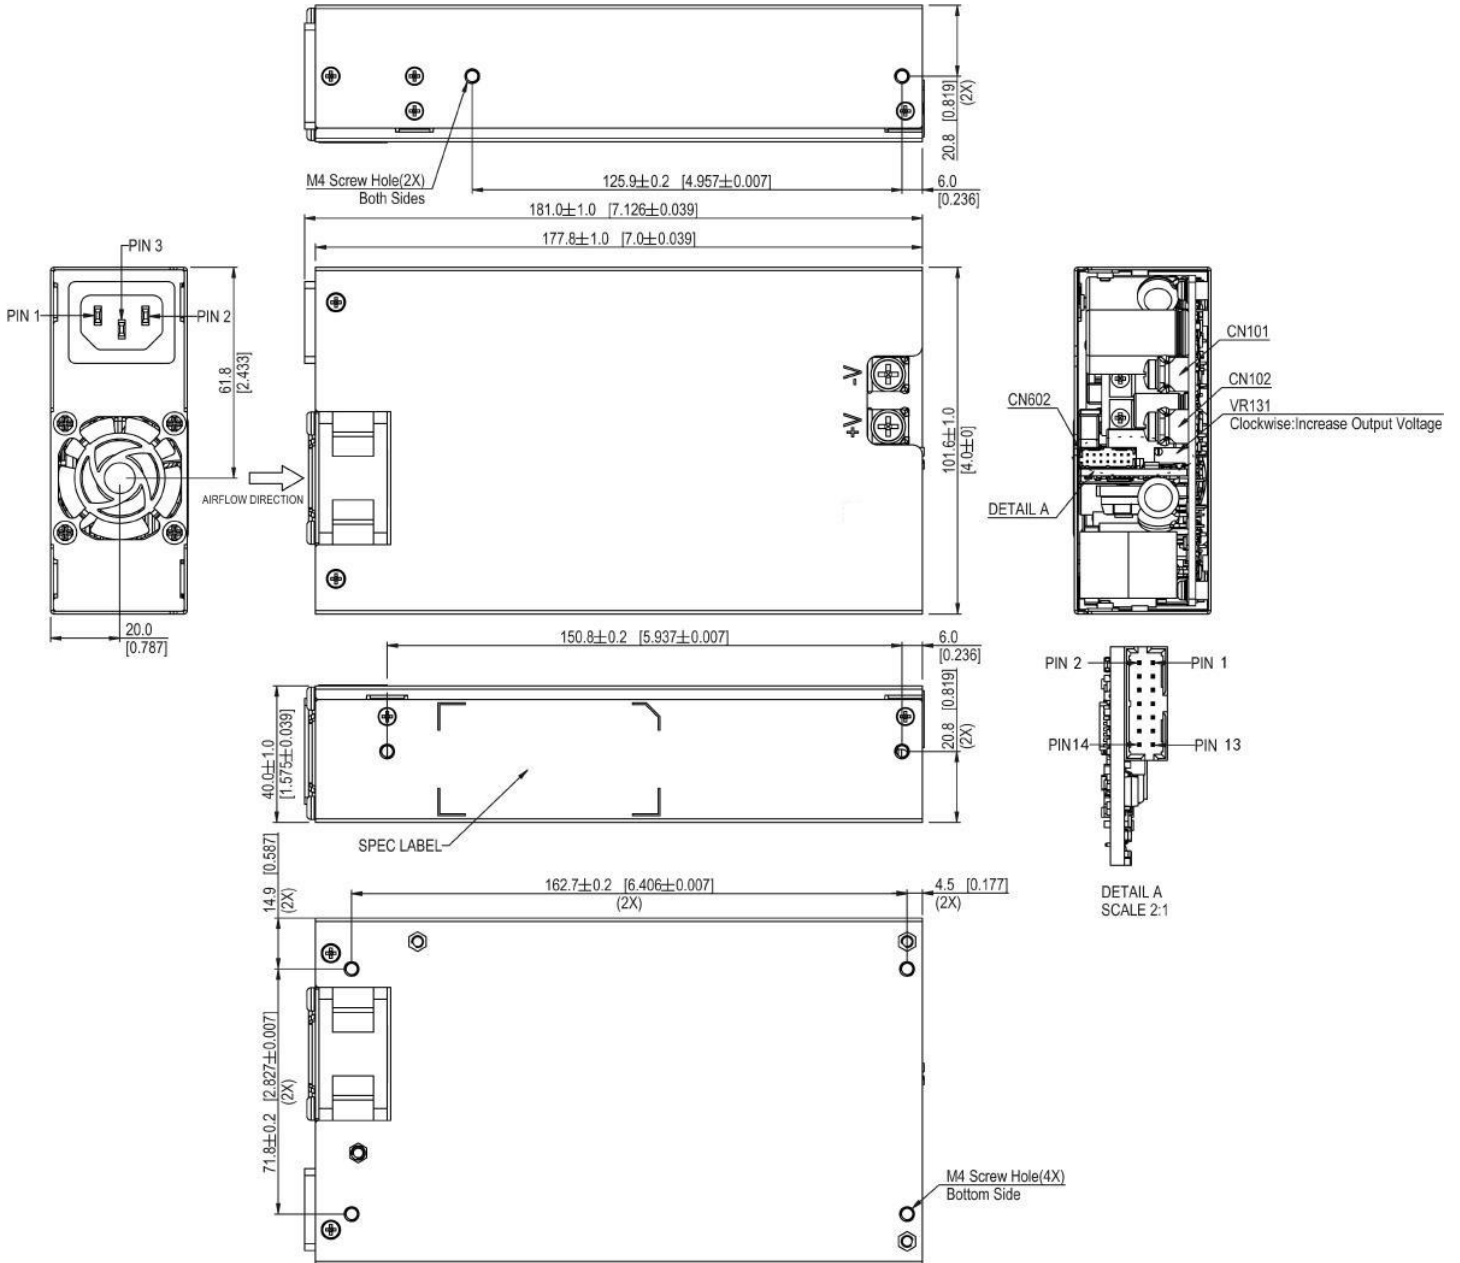 20.8 [0.819]
(2X)
M4 Screw Hole(2X)
Both Sides
125.9±0.2 [4.957±0.007]
6.0
[0.236]
181.0±1.0 [7.126±0.039]
177.8±1.0 [7.0±0.039]
PIN 3
PIN 1
PIN 2
61.8
[2.433]
AIRFLOW DIRECTION
20.0
[0.787]
-V
+V
101.6±1.0
[4.0±0]
CN101
CN102
CN602
VR131
Clockwise:Increase Output Voltage
DETAIL A
150.8±0.2 [5.937±0.007]
6.0
[0.236]
40.0±1.0
[1.575±0.039]
20.8 [0.819]
(2X)
SPEC LABEL
PIN 2
PIN 1
PIN14
PIN 13
DETAIL A
SCALE 2:1
14.9 [0.587]
(2X)
162.7±0.2 [6.406±0.007]
(2X)
4.5 [0.177]
(2X)
71.8±0.2 [2.827±0.007]
(2X)
M4 Screw Hole(4X)
Bottom Side